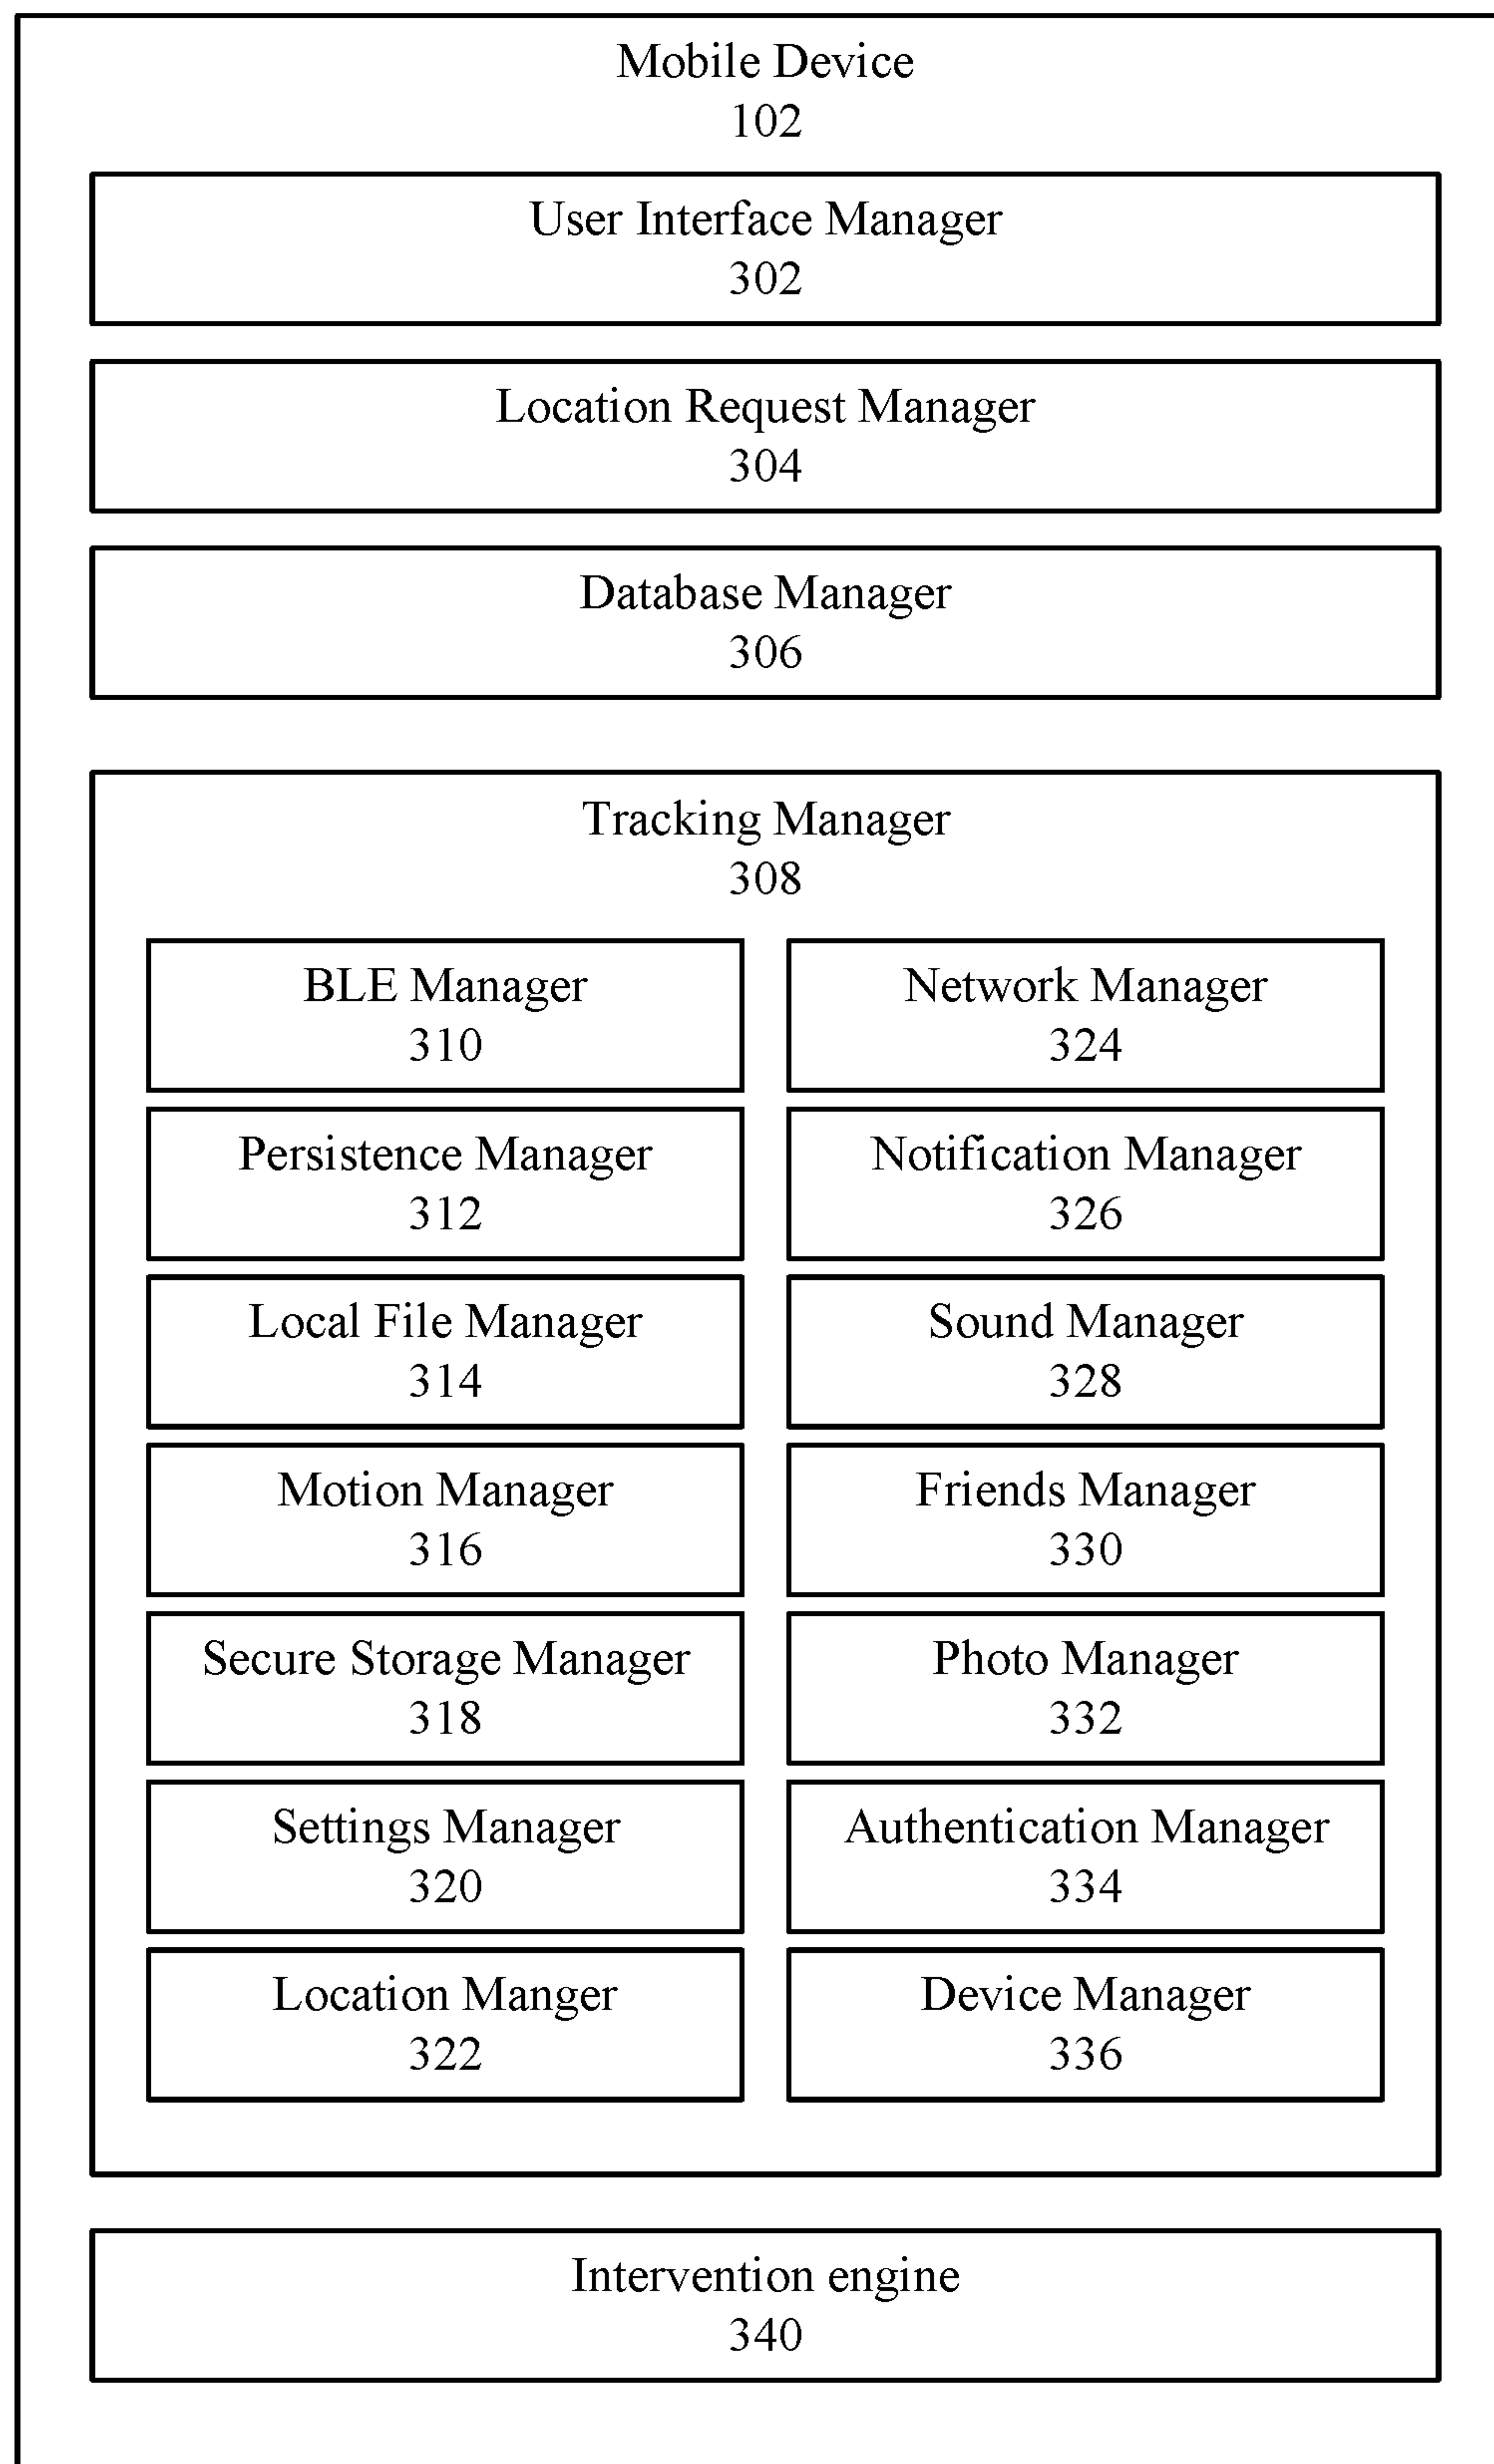 Mobile Device
102
User Interface Manager
302
Location Request Manager
304
Database Manager
306
Tracking Manager
308
BLE Manager
310
Network Manager
324
Persistence Manager
312
Notification Manager
326
Local File Manager
314
Sound Manager
328
Motion Manager
316
Friends Manager
330
Secure Storage Manager
318
Photo Manager
332
Settings Manager
320
Authentication Manager
334
Location Manger
322
Device Manager
336
Intervention engine
340